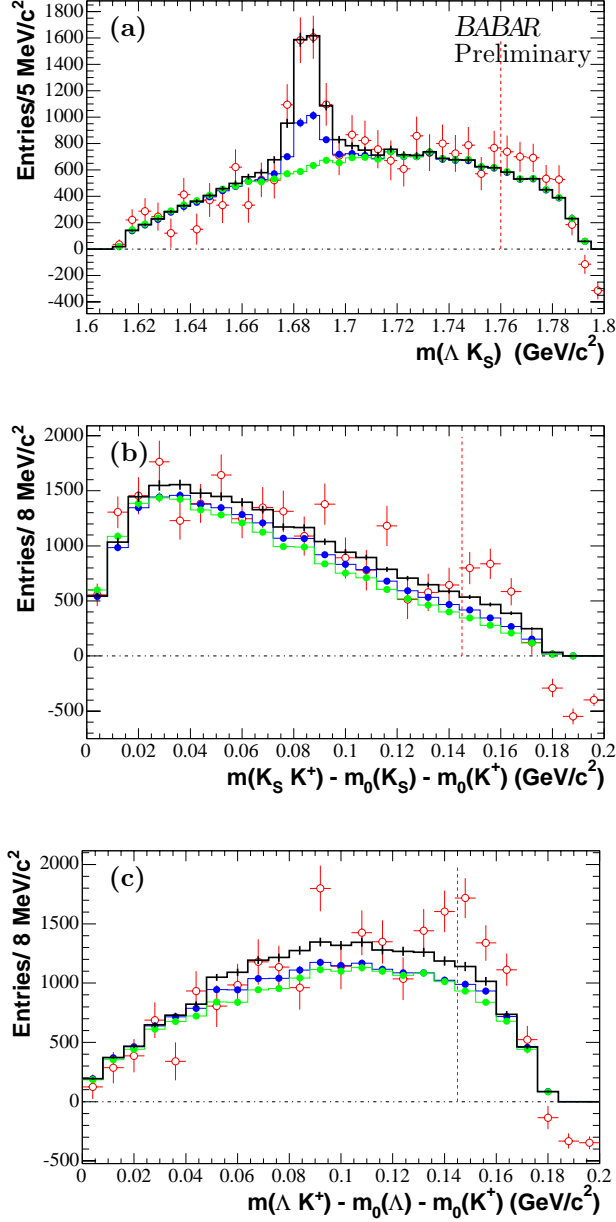 (a)
BABAR
Preliminary
Entries/5 MeV/c²
1600
1400
1200
1000
800
600
400
200
0
-200
-400
1.6 1.62 1.64 1.66 1.68 1.7 1.72 1.74 1.76 1.78 1.8
m(Λ K_S) (GeV/c²)
(b)
Entries/ 8 MeV/c²
2000
1500
1000
500
0
-500
0 0.02 0.04 0.06 0.08 0.1 0.12 0.14 0.16 0.18 0.2
m(K_S K⁺) - m₀(K_S) - m₀(K⁺) (GeV/c²)
(c)
Entries/ 8 MeV/c²
2000
1500
1000
500
0
-500
0 0.02 0.04 0.06 0.08 0.1 0.12 0.14 0.16 0.18 0.2
m(Λ K⁺) - m₀(Λ) - m₀(K⁺) (GeV/c²)